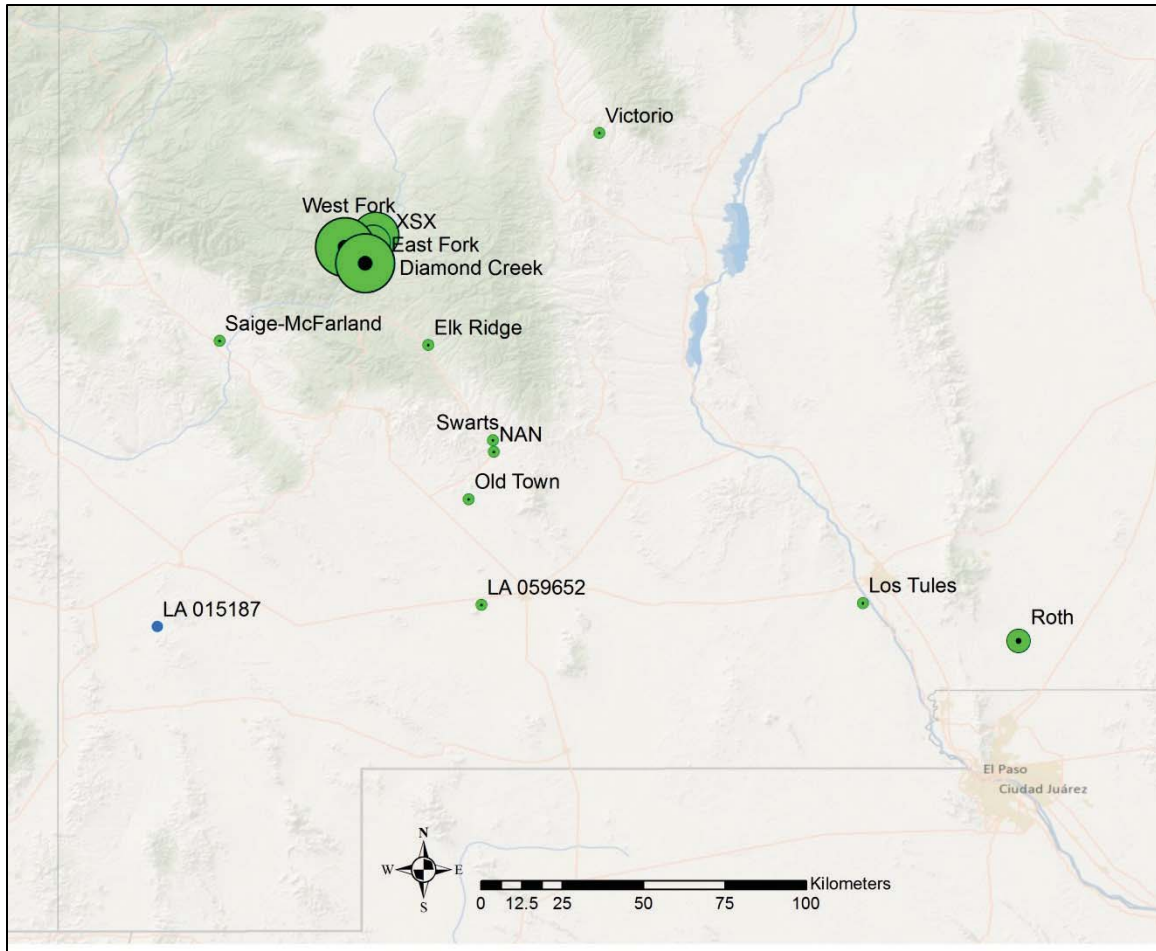 Victorio
West Fork
XSX
East Fork
Diamond Creek
Saige-McFarland
Elk Ridge
Swarts
NAN
Old Town
LA 059652
Los Tules
LA 015187
Roth
El Paso
Ciudad Juárez
N
W E
S
Kilometers
0 12.5 25 50 75 100